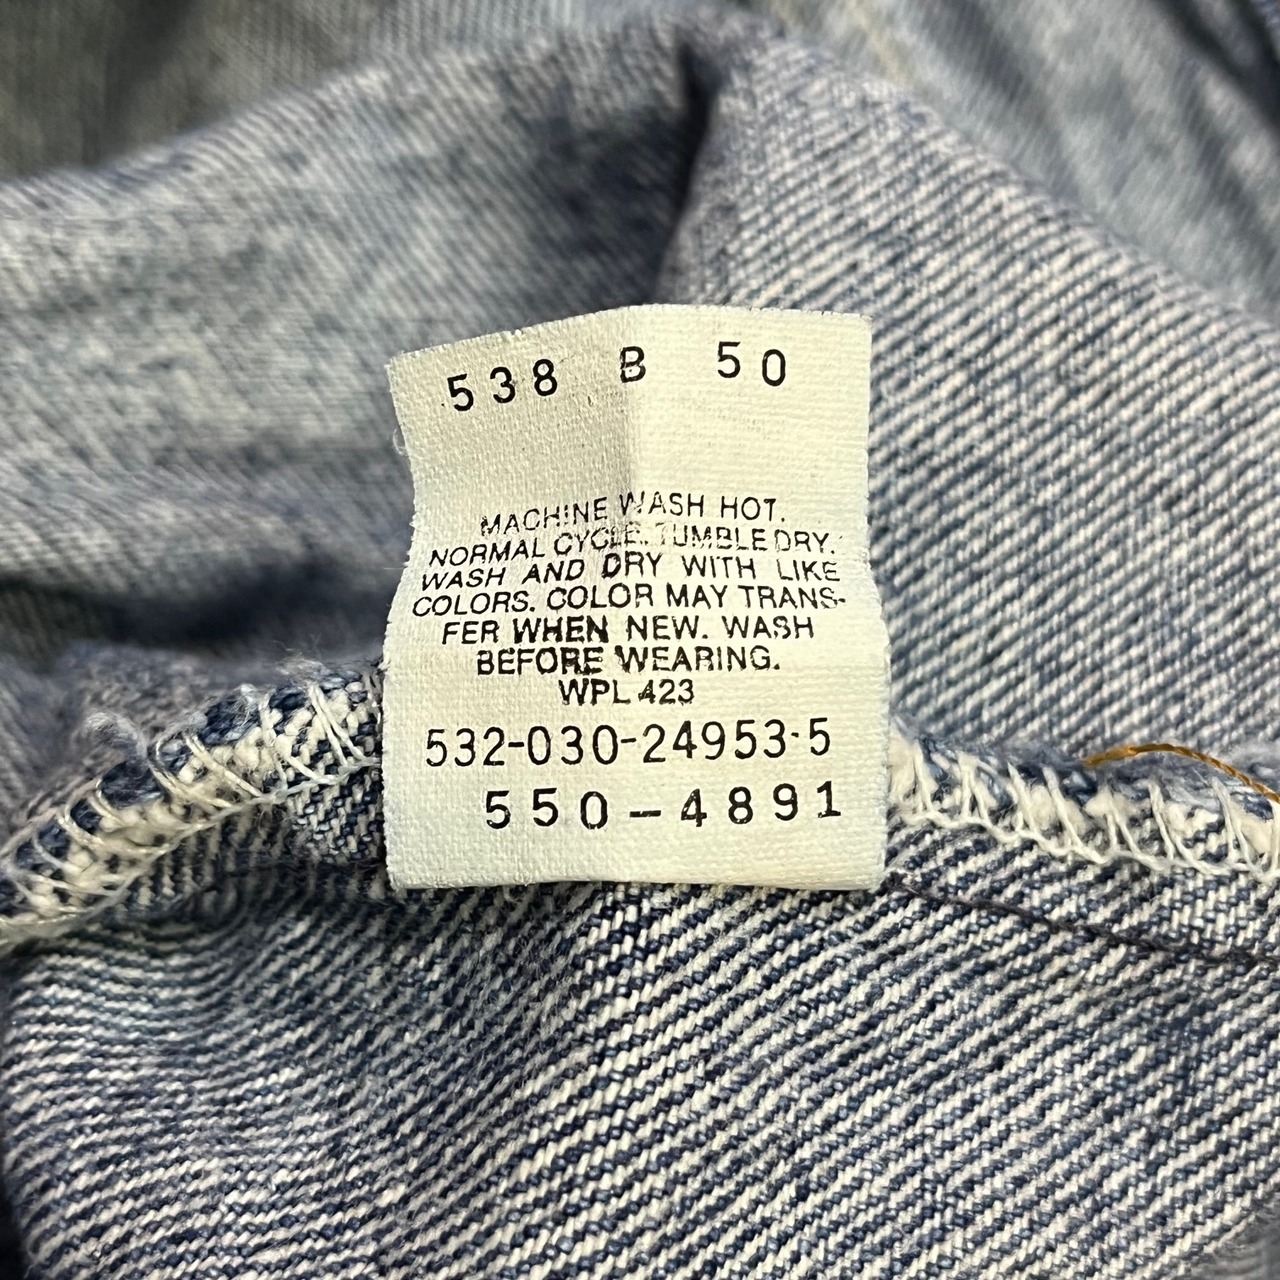 538 B 50
MACHINE WASH HOT.
NORMAL CYCLE. TUMBLE DRY.
WASH AND DRY WITH LIKE
COLORS. COLOR MAY TRANS-
FER WHEN NEW. WASH
BEFORE WEARING.
WPL 423
532-030-24953-5
550-4891